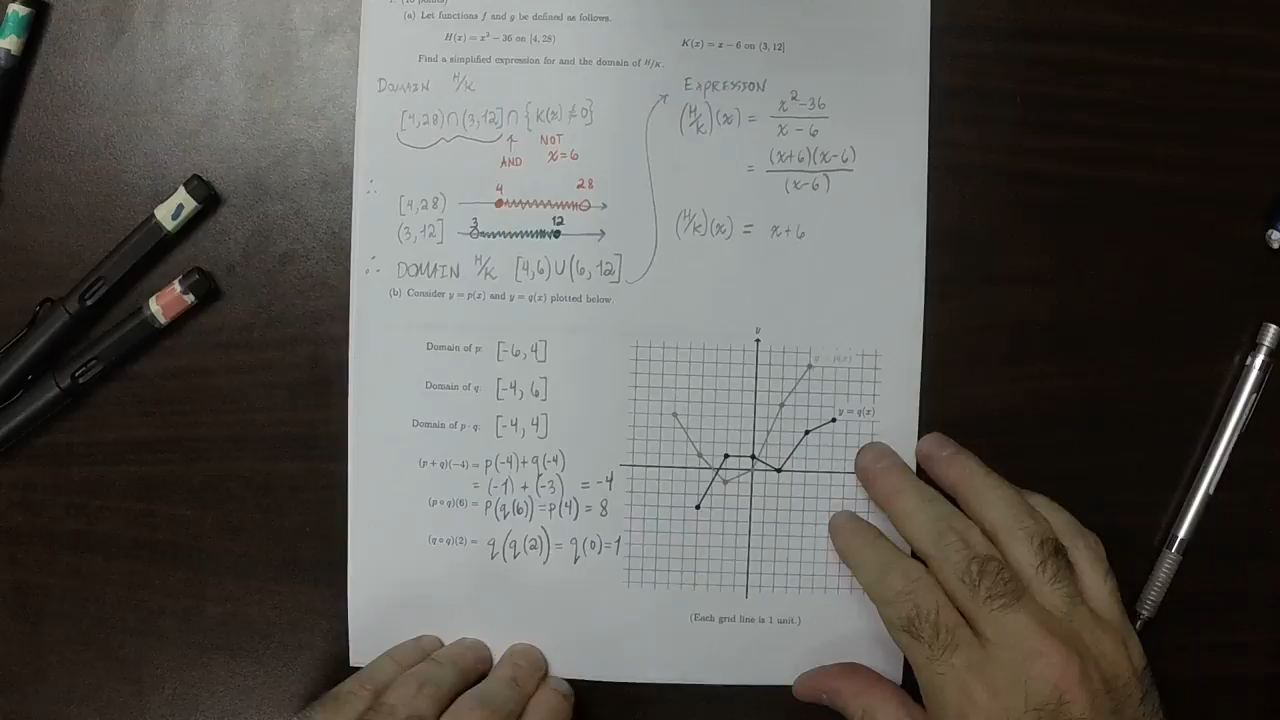 (a) Let functions f and g be defined as follows.
H(x) = x² − 36 on [4, 28)
K(x) = x − 6 on (3, 12]
Find a simplified expression for and the domain of H/K.
DOMAIN H/K
[4,28)∩(3,12]∩{K(x)≠0}
AND
NOT
x=6
∴
4 28
[4,28)
3 12
(3,12]
∴ DOMAIN H/K [4,6)∪(6,12]
EXPRESSION
(H/K)(x) = x²-36
x-6
= (x+6)(x-6)
(x-6)
(H/K)(x) = x+6
(b) Consider y = p(x) and y = q(x) plotted below.
Domain of p: [-6,4]
Domain of q: [-4,6]
Domain of p · q: [-4,4]
(p + q)(−4) = p(-4)+q(-4)
= (-1) + (-3) = -4
(p ∘ q)(6) = p(q(6))=p(4) = 8
(q ∘ q)(2) = q(q(2)) = q(0)=1
y = q(x)
(Each grid line is 1 unit.)